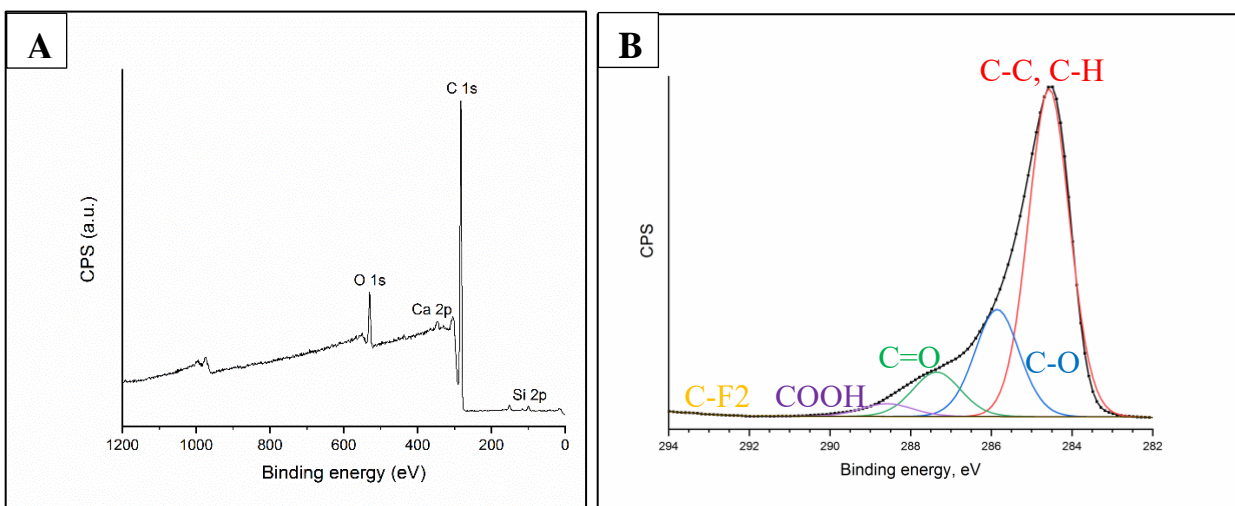 A
CPS (a.u.)
C 1s
O 1s
Ca 2p
Si 2p
1200 1000 800 600 400 200 0
Binding energy (eV)
B
CPS
C-C, C-H
C=O
C-O
C-F2
COOH
294 292 290 288 286 284 282
Binding energy, eV